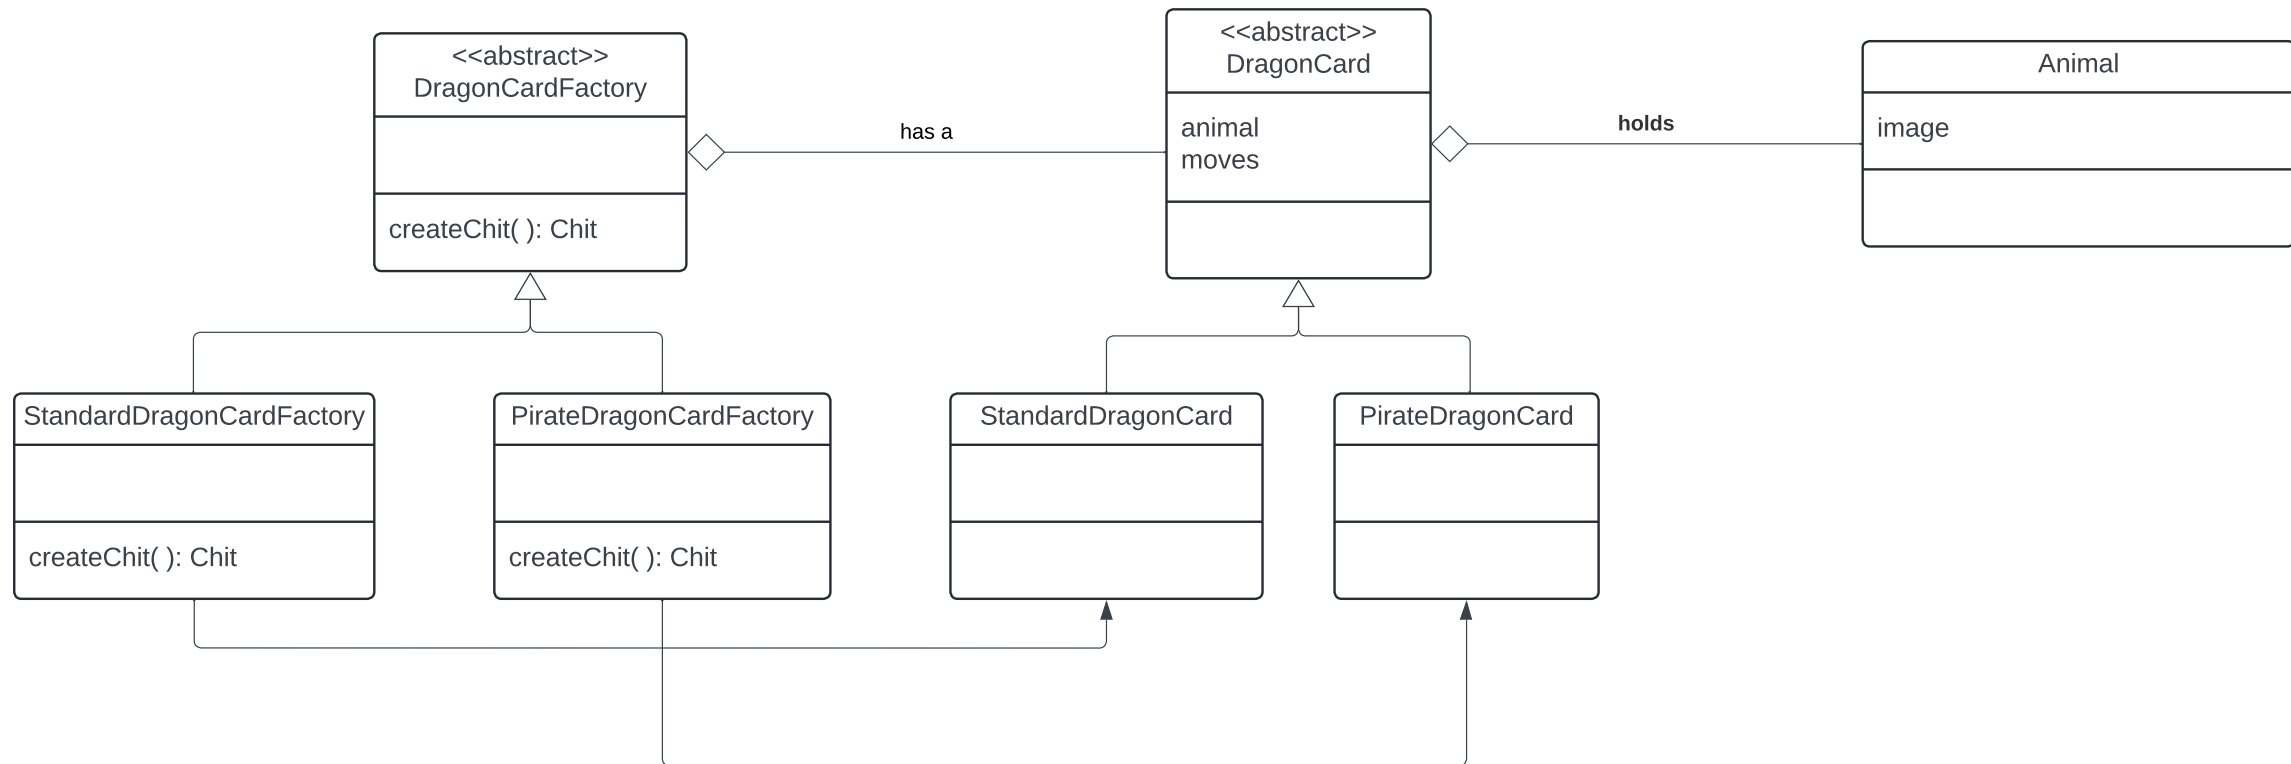 <<abstract>>
DragonCardFactory
createChit( ): Chit
has a
<<abstract>>
DragonCard
animal
moves
holds
Animal
image
StandardDragonCardFactory
createChit( ): Chit
PirateDragonCardFactory
createChit( ): Chit
StandardDragonCard
PirateDragonCard